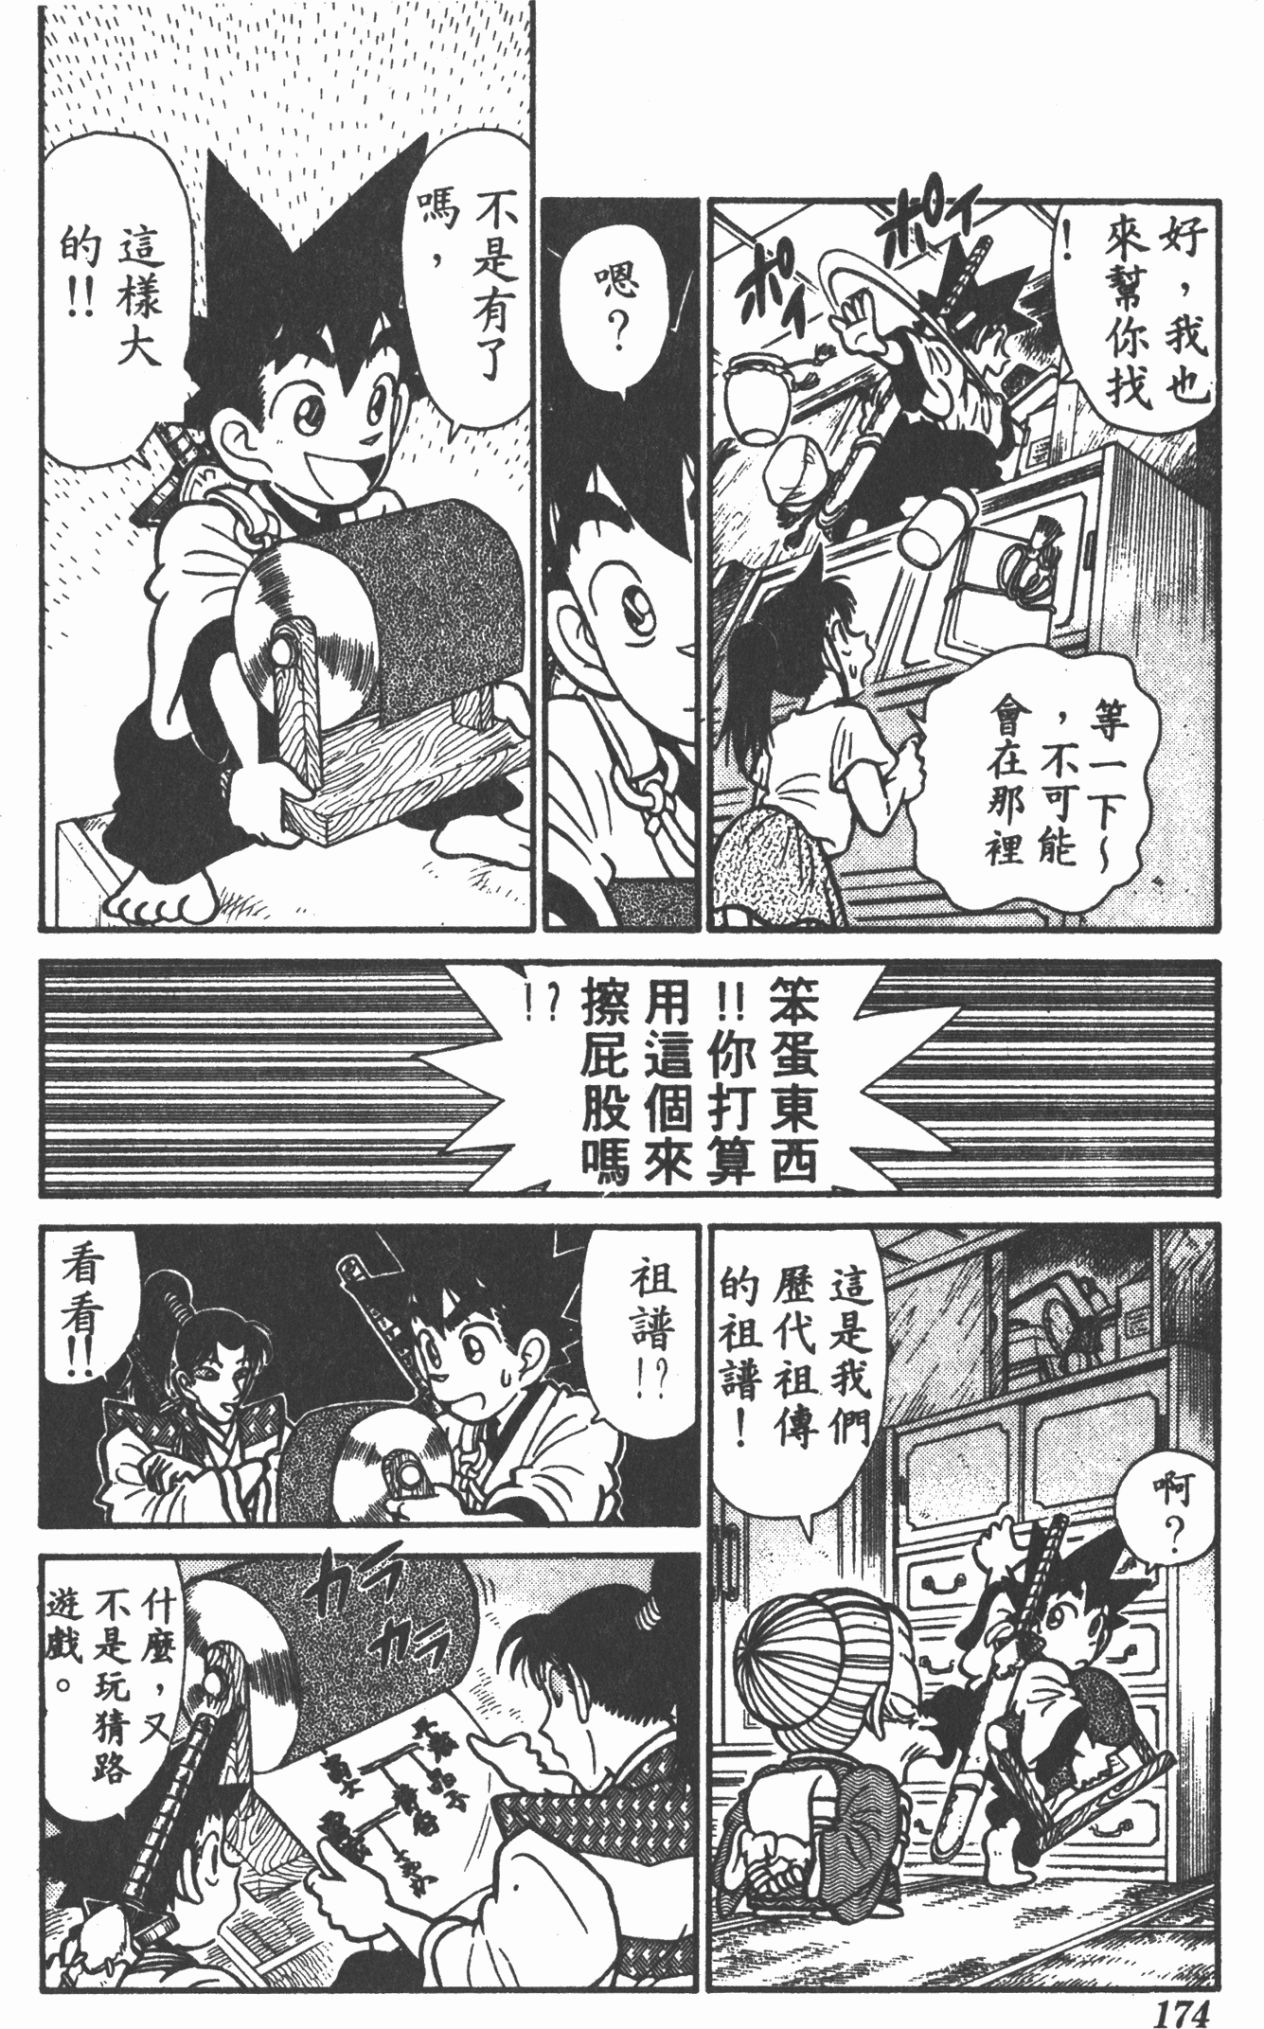 好，我也
來幫你找
！
ポイ
ポイ
等一下～
，不可能
會在那裡
嗯？
不是有了
嗎，
這樣大
的!!
笨蛋東西
!!你打算
用這個來
擦屁股嗎
!?
這是我們
歷代祖傳
的祖譜！
啊？
祖譜!?
看看!!
カラ
カラ
什麼，又
不是玩猜路
遊戲。
174